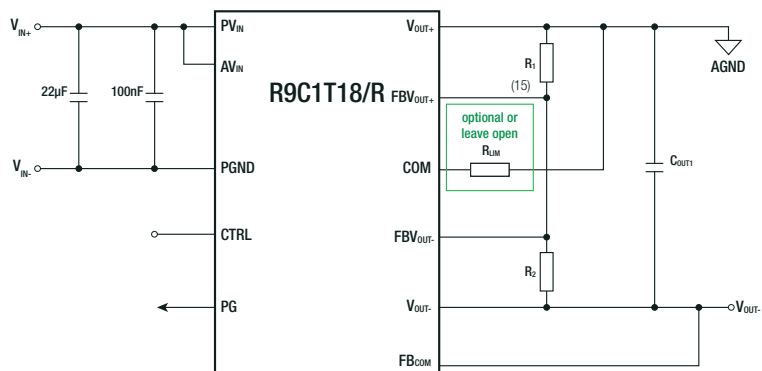 VIN+
PVIN
VOUT+
AGND
AVIN
R1
22µF
100nF
R9C1T18/R
(15)
FBVOUT+
optional or
leave open
RLIM
VIN-
PGND
COM
COUT1
CTRL
FBVOUT-
R2
PG
VOUT-
VOUT-
FBCOM